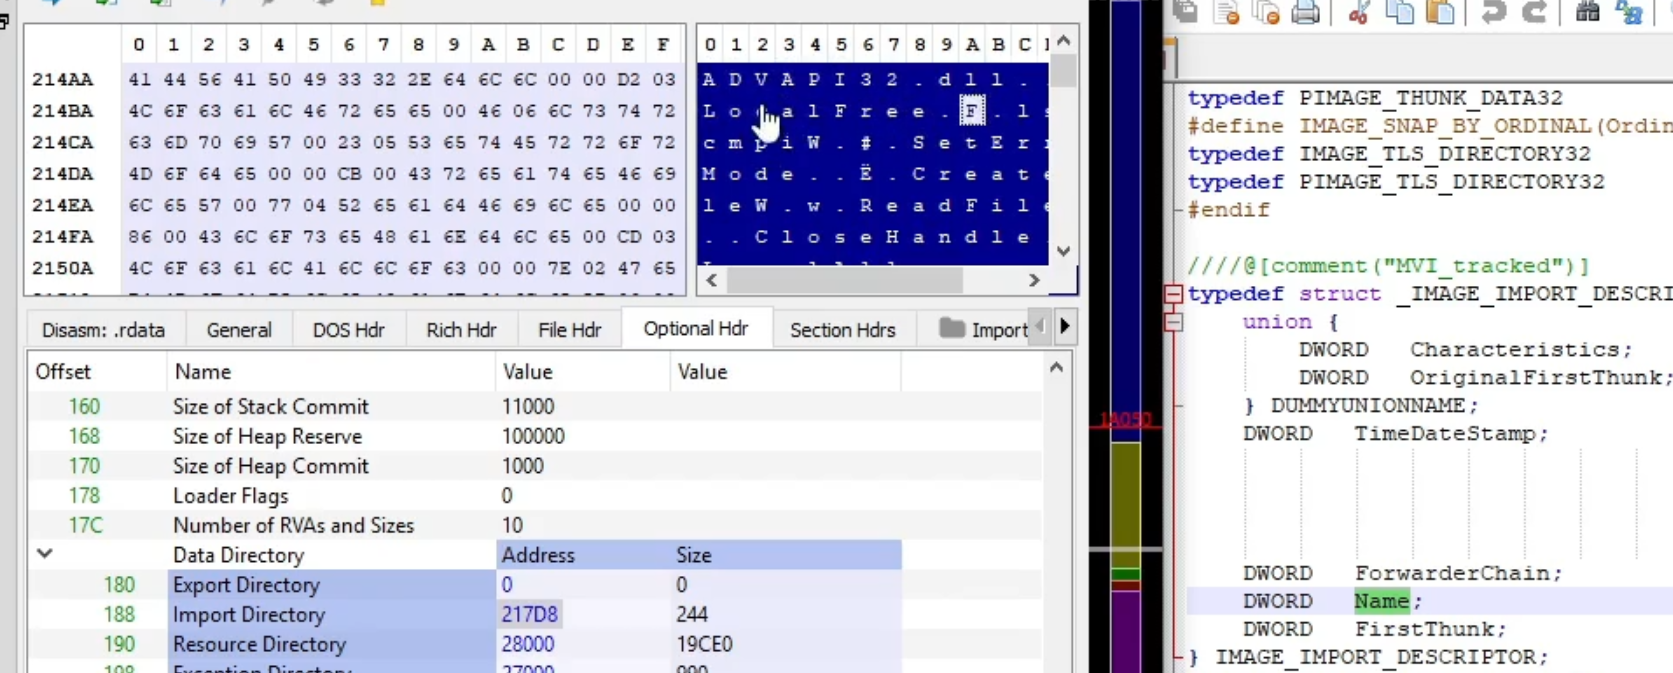 0 1 2 3 4 5 6 7 8 9 A B C D E F
214AA 41 44 56 41 50 49 33 32 2E 64 6C 6C 00 00 D2 03
214BA 4C 6F 63 61 6C 46 72 65 65 00 46 06 6C 73 74 72
214CA 63 6D 70 69 57 00 23 05 53 65 74 45 72 72 6F 72
214DA 4D 6F 64 65 00 00 CB 00 43 72 65 61 74 65 46 69
214EA 6C 65 57 00 77 04 52 65 61 64 46 69 6C 65 00 00
214FA 86 00 43 6C 6F 73 65 48 61 6E 64 6C 65 00 CD 03
2150A 4C 6F 63 61 6C 41 6C 6C 6F 63 00 00 7E 02 47 65
0 1 2 3 4 5 6 7 8 9 A B C
A D V A P I 3 2 . d l l .
L o a l F r e e . F . l s
c m p i W . # . S e t E r r
M o d e . . Ë . C r e a t e
l e W . w . R e a d F i l e
. . C l o s e H a n d l e
Disasm: .rdata General DOS Hdr Rich Hdr File Hdr Optional Hdr Section Hdrs Import
Offset Name Value Value
160 Size of Stack Commit 11000
168 Size of Heap Reserve 100000
170 Size of Heap Commit 1000
178 Loader Flags 0
17C Number of RVAs and Sizes 10
Data Directory Address Size
180 Export Directory 0 0
188 Import Directory 217D8 244
190 Resource Directory 28000 19CE0
1A050
typedef PIMAGE_THUNK_DATA32
#define IMAGE_SNAP_BY_ORDINAL(Ordin
typedef IMAGE_TLS_DIRECTORY32
typedef PIMAGE_TLS_DIRECTORY32
#endif
////@[comment("MVI_tracked")]
typedef struct _IMAGE_IMPORT_DESCRI
union {
DWORD Characteristics;
DWORD OriginalFirstThunk;
} DUMMYUNIONNAME;
DWORD TimeDateStamp;
DWORD ForwarderChain;
DWORD Name;
DWORD FirstThunk;
} IMAGE_IMPORT_DESCRIPTOR;